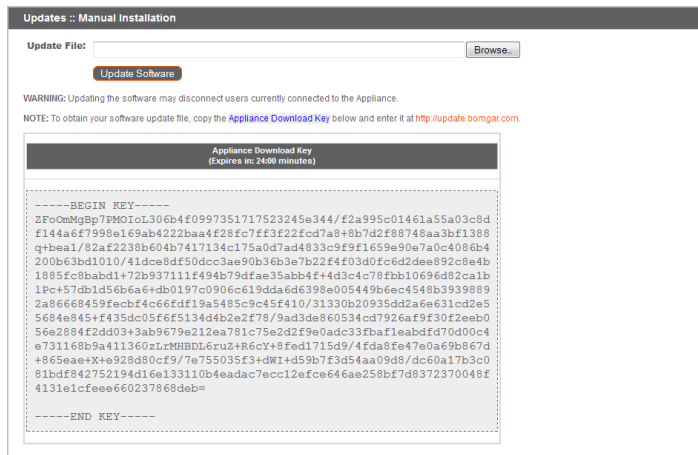 Updates :: Manual Installation
Update File:
Browse..
Update Software
WARNING: Updating the software may disconnect users currently connected to the Appliance.
NOTE: To obtain your software update file, copy the Appliance Download Key below and enter it at http://update.bomgar.com.
Appliance Download Key
(Expires in: 24:00 minutes)
-----BEGIN KEY-----
ZFoOmMgBp7PMOIoL306b4f0997351717523245e344/f2a995c01461a55a03c8d
f144a6f7998e169ab4222baa4f28fc7ff3f22fcd7a8+8b7d2f88748aa3bf1388
q+bea1/82af2238b604b7417134c175a0d7ad4833c9f9f1659e90e7a0c4086b4
200b63bd1010/41dce8df50dcc3ae90b36b3e7b22f4f03d0fc6d2dee892c8e4b
1885fc8babd1+72b937111f494b79dfae35abb4f+4d3c4c78fbb10696d82ca1b
lPc+57db1d56b6a6+db0197c0906c619dda6d6398e005449b6ec4548b3939889
2a86668459fecbf4c66fdf19a5485c9c45f410/31330b20935dd2a6e631cd2e5
5684e845+f435dc05f6f5134d4b2e2f78/9ad3de860534cd7926af9f30f2eeb0
56e2884f2dd03+3ab9679e212ea781c75e2d2f9e0adc33fbaf1eabdfd70d00c4
e731168b9a411360zLrMHBDL6ruZ+R6cY+8fed1715d9/4fda8fe47e0a69b867d
+865eae+X+e928d80cf9/7e755035f3+dWI+d59b7f3d54aa09d8/dc60a17b3c0
81bdf842752194d16e133110b4eadac7ecc12efce646ae258bf7d8372370048f
4131e1cfeee660237868deb=
-----END KEY-----